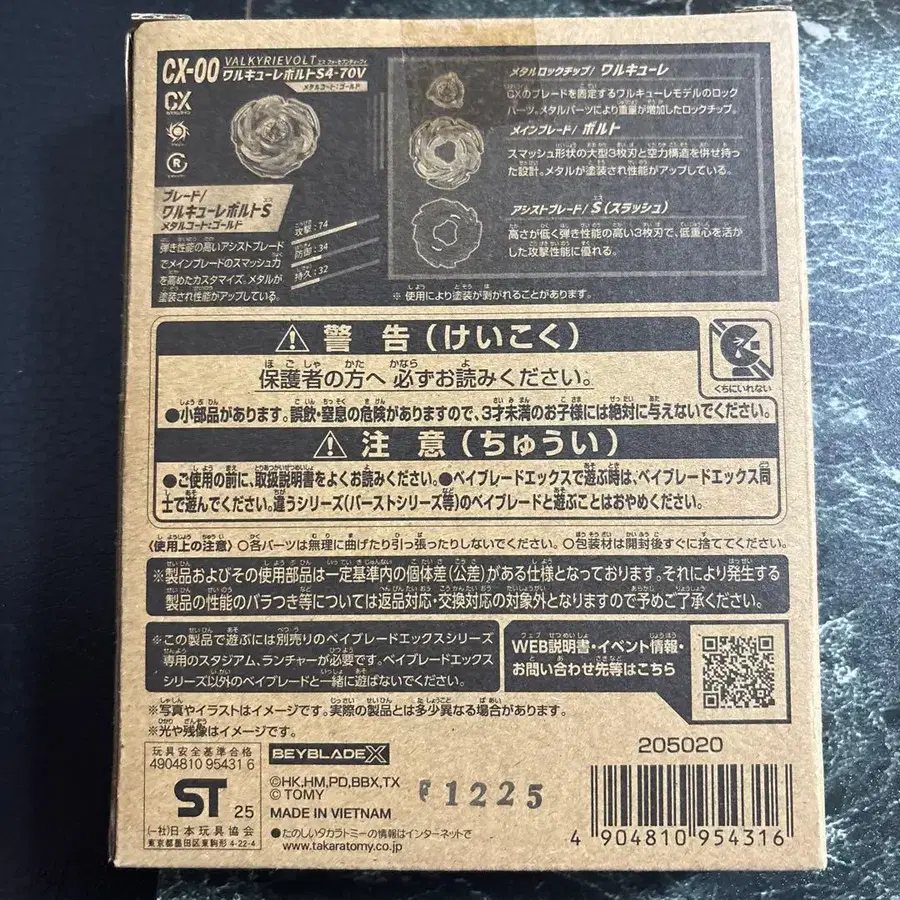 CX-00
VALKYRIEVOLT
ワルキューレボルトS4-70V
メタルコート：ゴールド
CX
R
ブレード/
ワルキューレボルトS
メタルコート：ゴールド
弾き性能の高いアシストブレード
でメインブレードのスマッシュ力
を高めたカスタマイズ。メタルが
塗装され性能がアップしている。
攻撃：74
防御：34
持久：32
メタルロックチップ/ ワルキューレ
CXのブレードを固定するワルキューレモデルのロック
パーツ。メタルパーツにより重量が増加したロックチップ。
メインブレード/ ボルト
スマッシュ形状の大型3枚刃と空力構造を併せ持っ
た設計。メタルが塗装され性能がアップしている。
アシストブレード/ S（スラッシュ）
高さが低く弾き性能の高い3枚刃で、低重心を活か
した攻撃性能に優れる。
※ 使用により塗装が剥がれることがあります。
警 告（けいこく）
保護者の方へ 必ずお読みください。
●小部品があります。誤飲・窒息の危険がありますので、3才未満のお子様には絶対に与えないでください。
くちにいれない
注 意（ちゅうい）
●ご使用の前に、取扱説明書をよくお読みください。●ベイブレードエックスで遊ぶ時は、ベイブレードエックス同
士で遊んでください。違うシリーズ(バーストシリーズ等)のベイブレードと遊ぶことはおやめください。
〈使用上の注意〉○各パーツは無理に曲げたり引っ張ったりしないでください。○包装材は開封後すぐに捨ててください。
※製品およびその使用部品は一定基準内の個体差(公差)がある仕様となっております。それにより発生する
製品の性能のバラつき等については返品対応・交換対応の対象外となりますので予めご了承ください。
※この製品で遊ぶには別売りのベイブレードエックスシリーズ
専用のスタジアム、ランチャーが必要です。ベイブレードエックス
シリーズ以外のベイブレードと一緒に遊ばないでください。
WEB説明書・イベント情報・
お問い合わせ先等はこちら
※写真やイラストはイメージです。実際の製品とは多少異なる場合があります。
※光や残像はイメージです。
玩具安全基準合格
4904810 95431 6
ST 25
(一社)日本玩具協会
東京都墨田区東駒形 4-22-4
BEYBLADE X
©HK,HM,PD,BBX,TX
© TOMY
MADE IN VIETNAM
●たのしいタカラトミーの情報はインターネットで
www.takaratomy.co.jp
F1225
205020
4 904810 954316